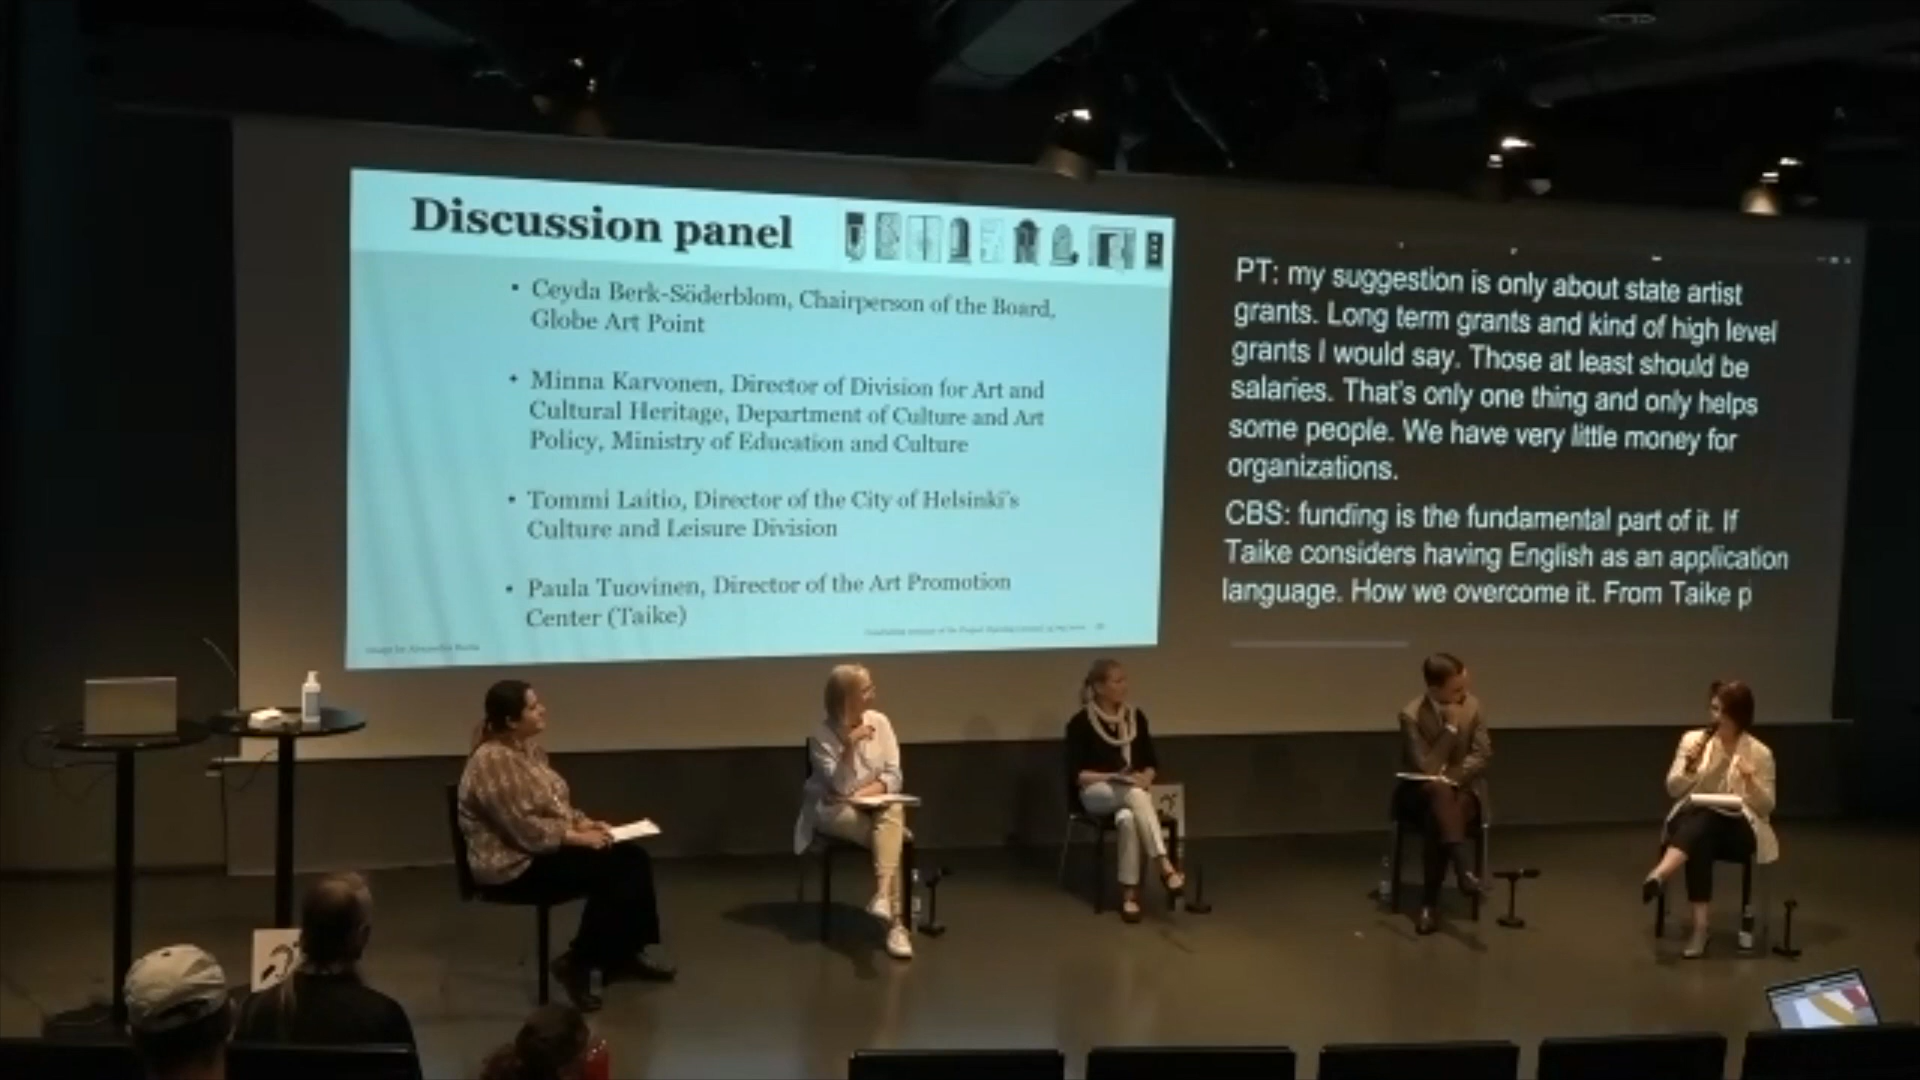 Discussion panel
• Ceyda Berk-Söderblom, Chairperson of the Board,
Globe Art Point
• Minna Karvonen, Director of Division for Art and
Cultural Heritage, Department of Culture and Art
Policy, Ministry of Education and Culture
• Tommi Laitio, Director of the City of Helsinki's
Culture and Leisure Division
• Paula Tuovinen, Director of the Art Promotion
Center (Taike)
PT: my suggestion is only about state artist
grants. Long term grants and kind of high level
grants I would say. Those at least should be
salaries. That's only one thing and only helps
some people. We have very little money for
organizations.
CBS: funding is the fundamental part of it. If
Taike considers having English as an application
language. How we overcome it. From Taike p